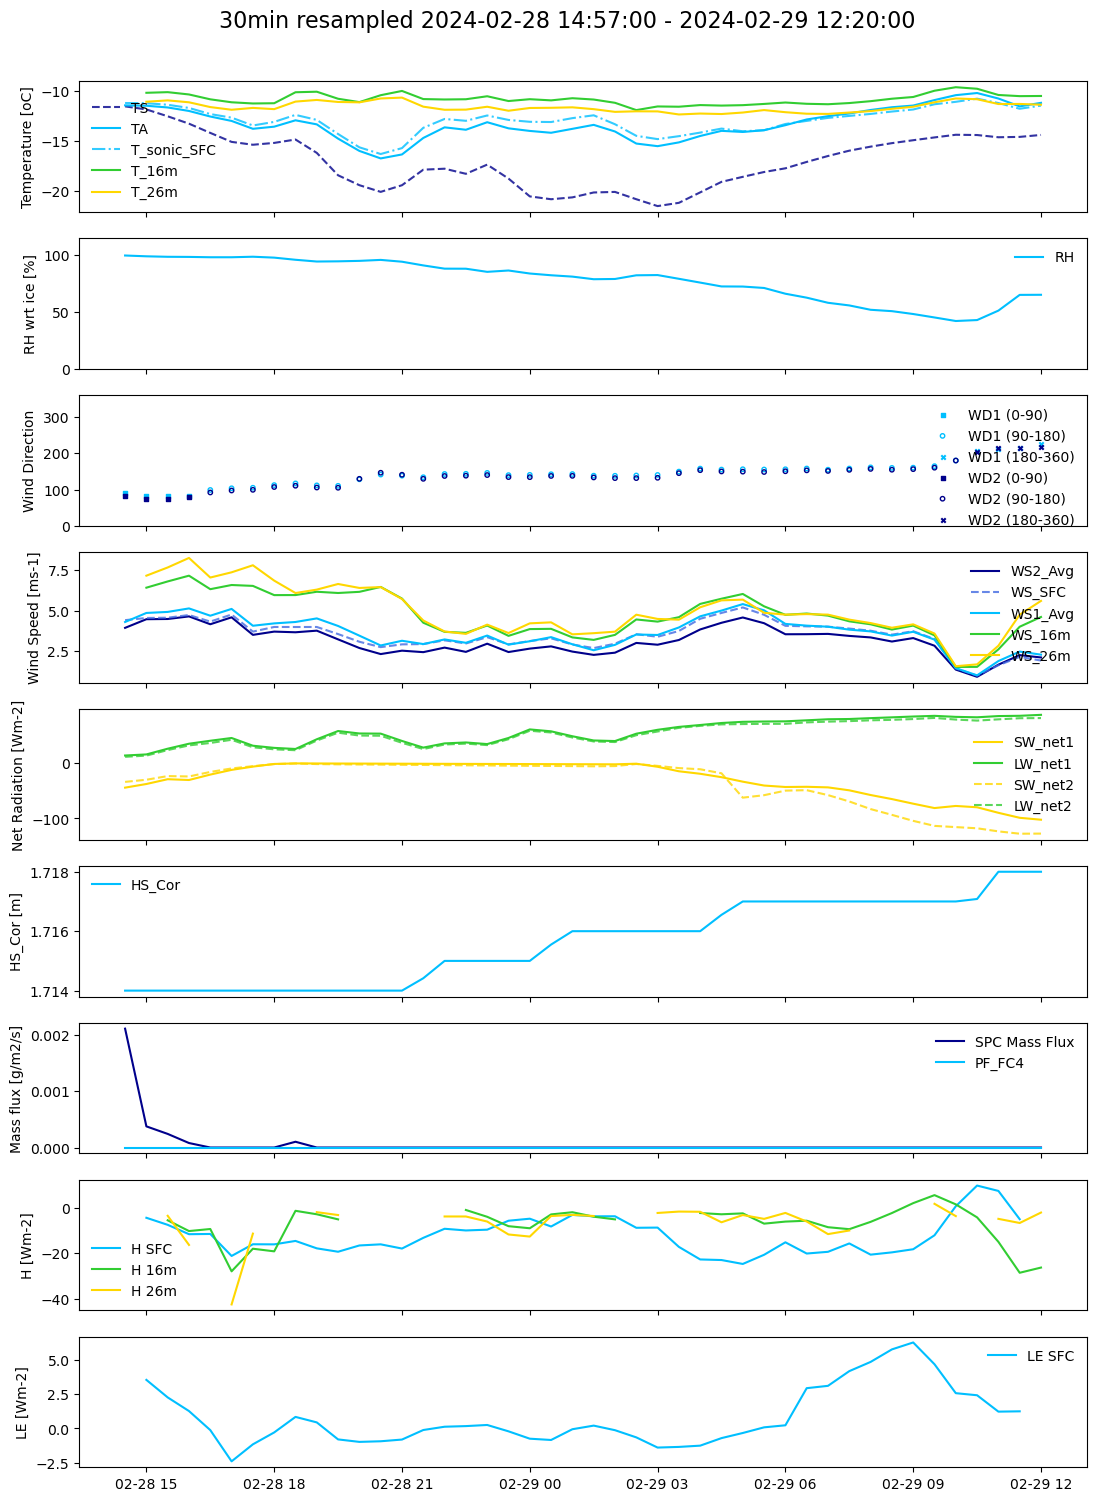 30min resampled 2024-02-28 14:57:00 - 2024-02-29 12:20:00
Temperature [oC]
−10
−15
−20
TS
TA
T_sonic_SFC
T_16m
T_26m
RH wrt ice [%]
100
50
0
RH
Wind Direction
300
200
100
0
WD1 (0-90)
WD1 (90-180)
WD1 (180-360)
WD2 (0-90)
WD2 (90-180)
WD2 (180-360)
Wind Speed [ms-1]
7.5
5.0
2.5
WS2_Avg
WS_SFC
WS1_Avg
WS_16m
WS_26m
Net Radiation [Wm-2]
0
−100
SW_net1
LW_net1
SW_net2
LW_net2
HS_Cor [m]
1.718
1.716
1.714
HS_Cor
Mass flux [g/m2/s]
0.002
0.001
0.000
SPC Mass Flux
PF_FC4
H [Wm-2]
0
−20
−40
H SFC
H 16m
H 26m
LE [Wm-2]
5.0
2.5
0.0
−2.5
LE SFC
02-28 15
02-28 18
02-28 21
02-29 00
02-29 03
02-29 06
02-29 09
02-29 12